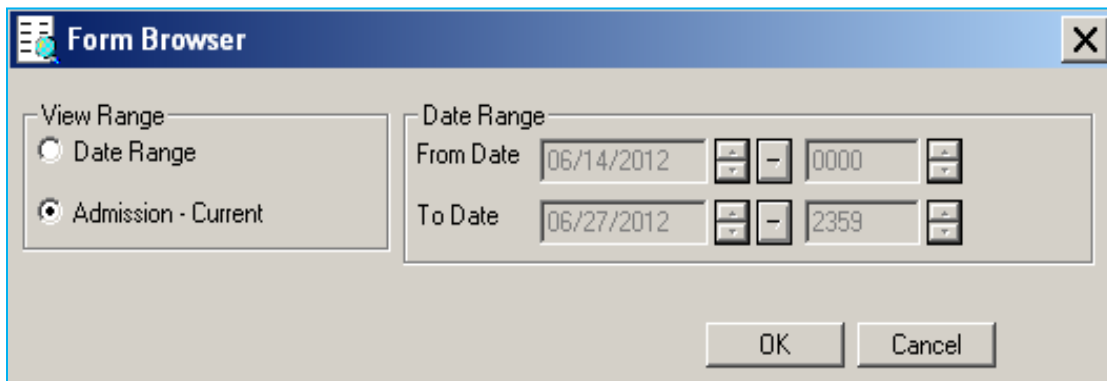 Form Browser
View Range
Date Range
Admission - Current
Date Range
From Date 06/14/2012 - 0000
To Date 06/27/2012 - 2359
OK Cancel